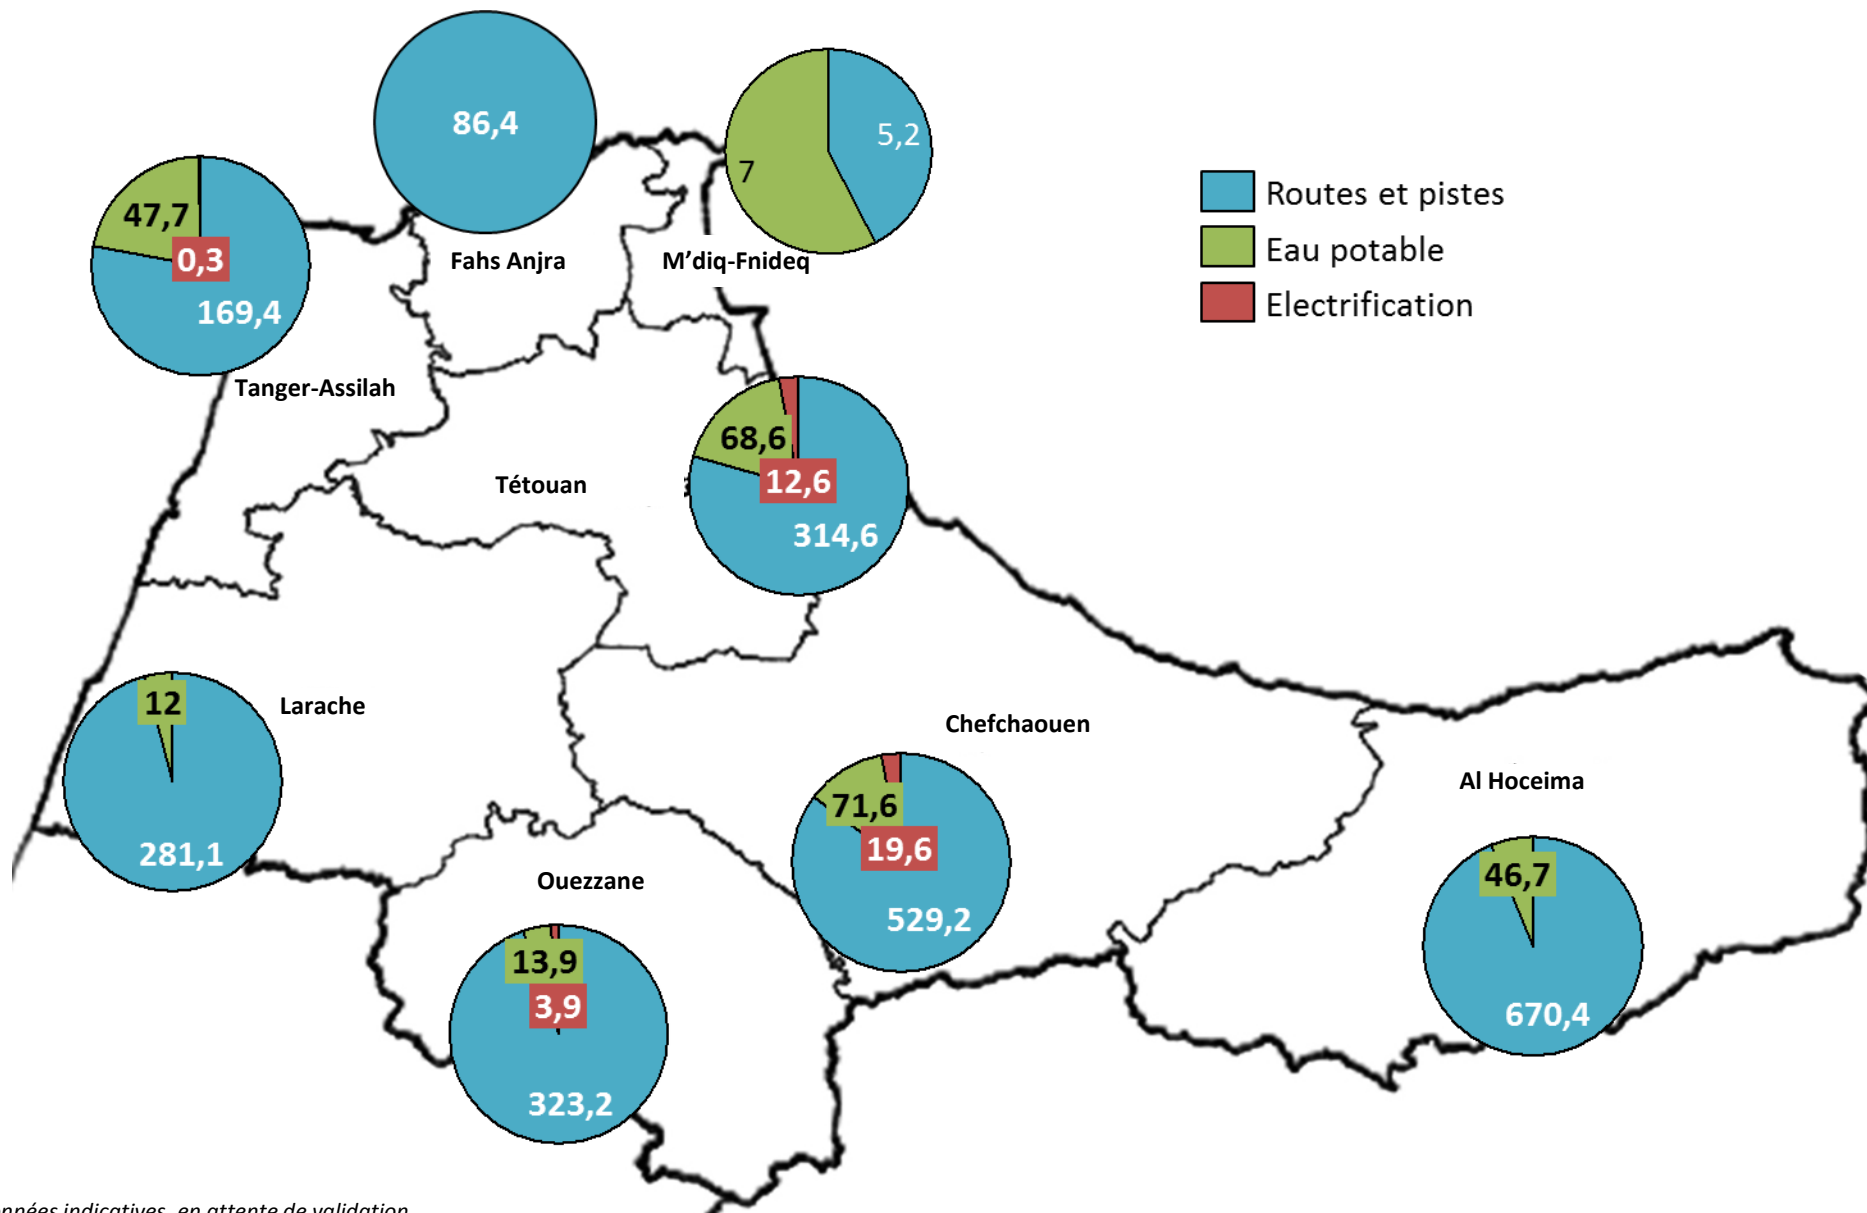 86,4
5,2
7
Routes et pistes
Eau potable
Electrification
47,7
0,3
169,4
Fahs Anjra
M’diq-Fnideq
Tanger-Assilah
68,6
12,6
314,6
Tétouan
12
281,1
Larache
Chefchaouen
71,6
19,6
529,2
Al Hoceima
46,7
670,4
Ouezzane
13,9
3,9
323,2
indicatives, en attente de validation